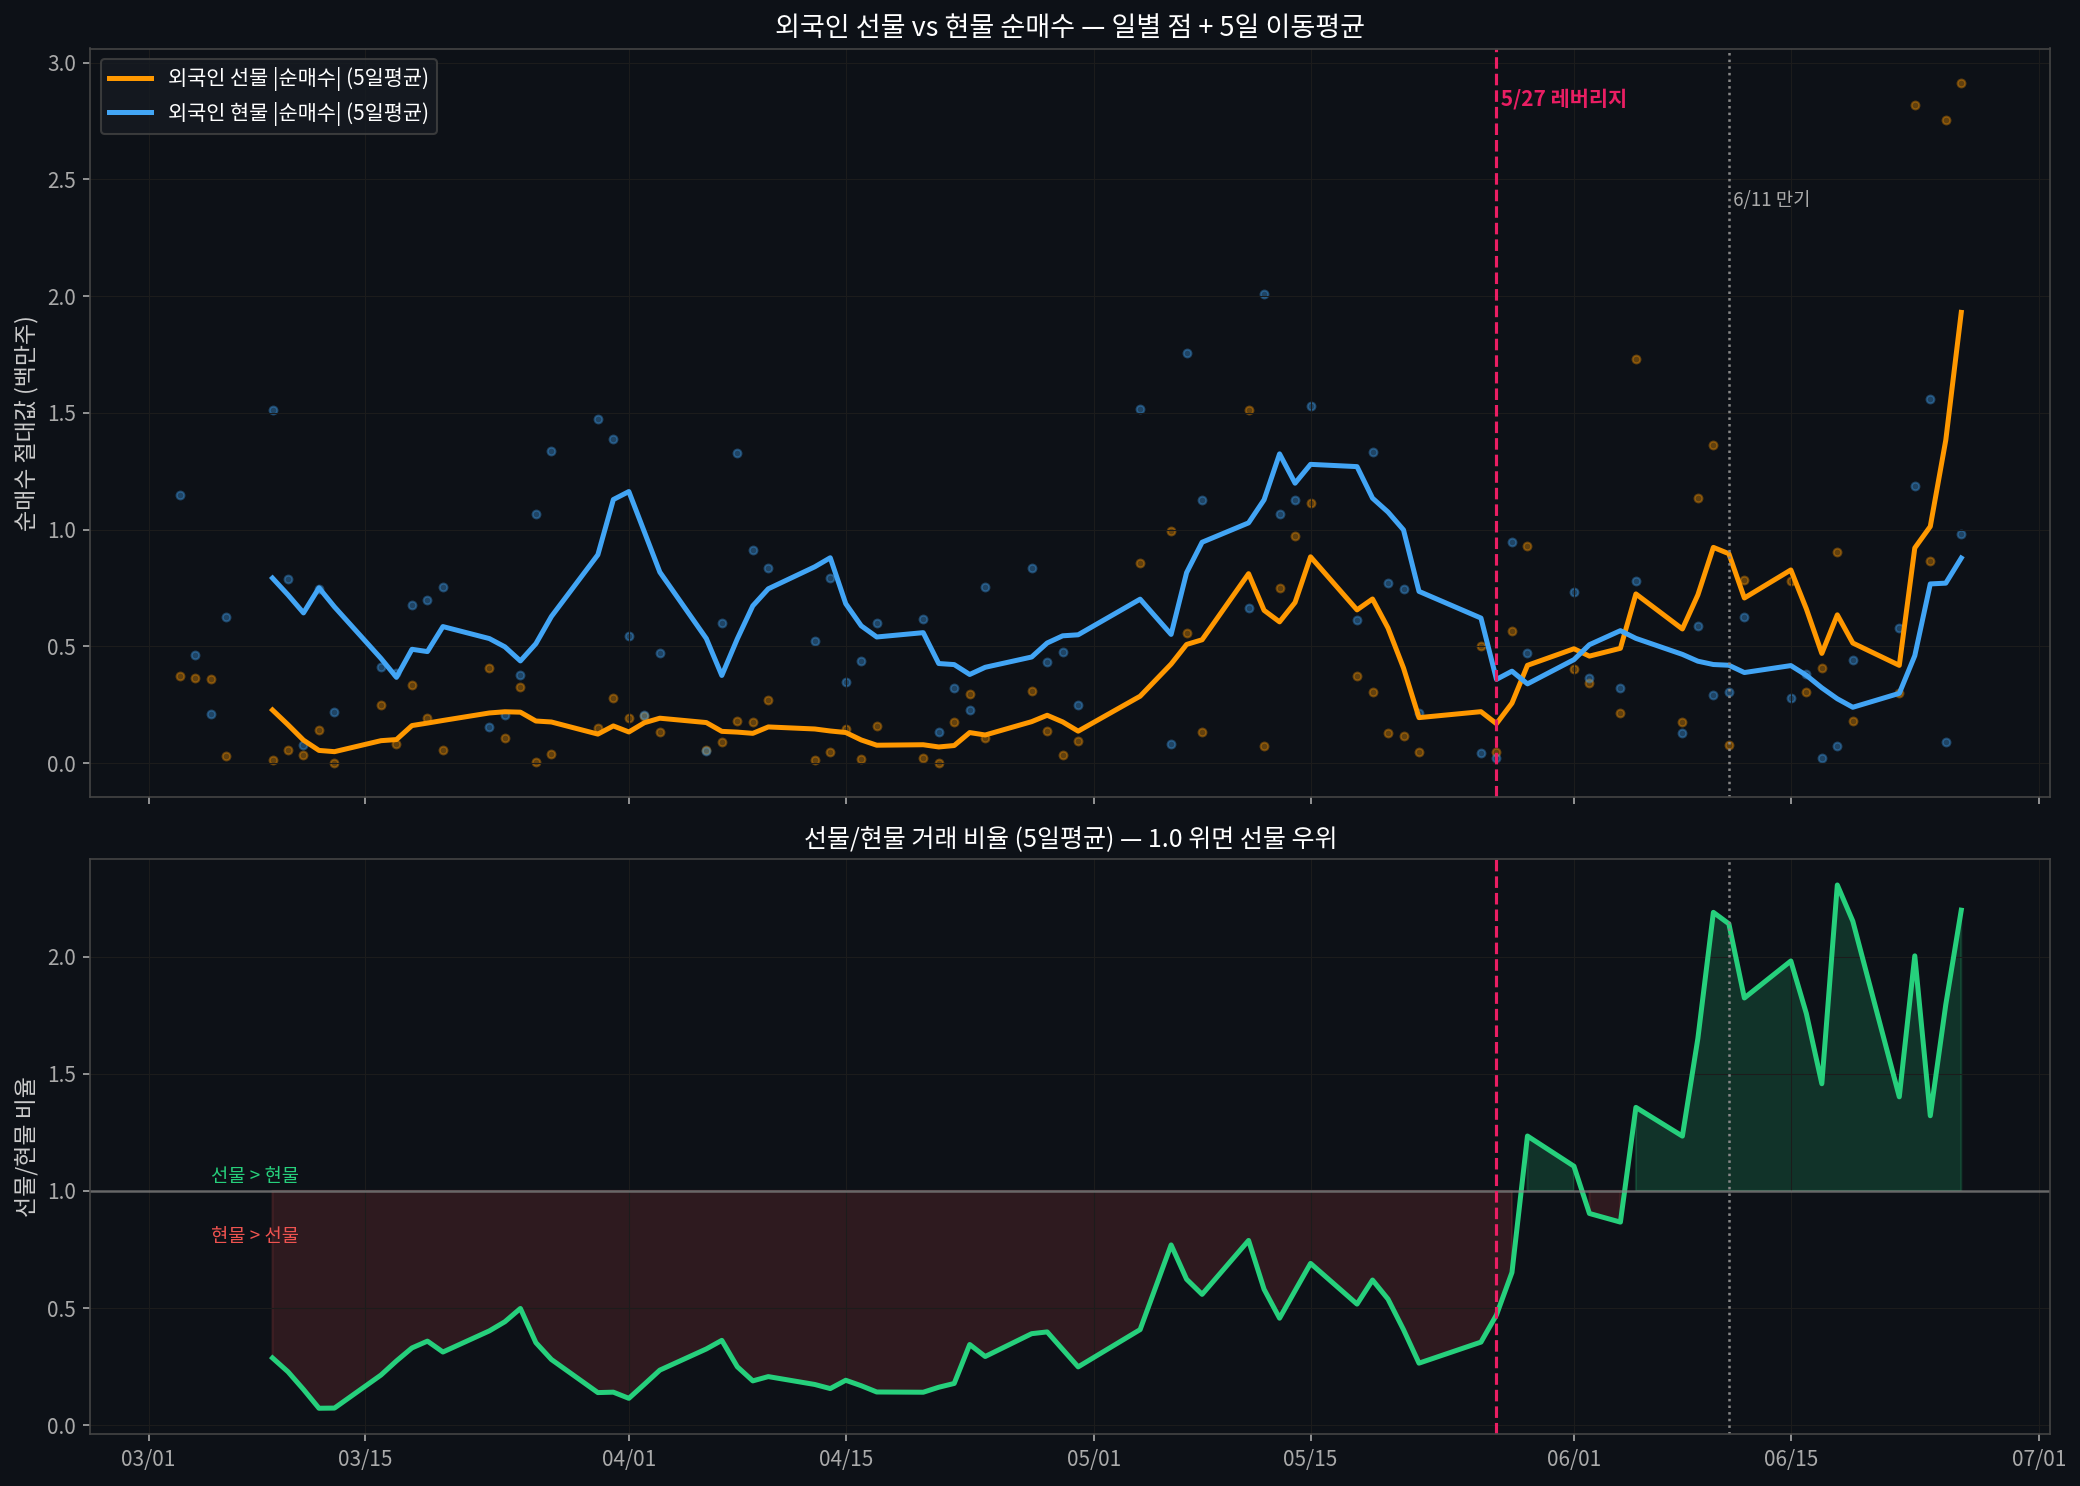 외국인 선물 vs 현물 순매수 — 일별 점 + 5일 이동평균
외국인 선물 |순매수| (5일평균)
외국인 현물 |순매수| (5일평균)
5/27 레버리지
6/11 만기
순매수 절대값 (백만주)
3.0
2.5
2.0
1.5
1.0
0.5
0.0
선물/현물 거래 비율 (5일평균) — 1.0 위면 선물 우위
선물/현물 비율
2.0
1.5
1.0
0.5
0.0
선물 > 현물
현물 > 선물
03/01
03/15
04/01
04/15
05/01
05/15
06/01
06/15
07/01